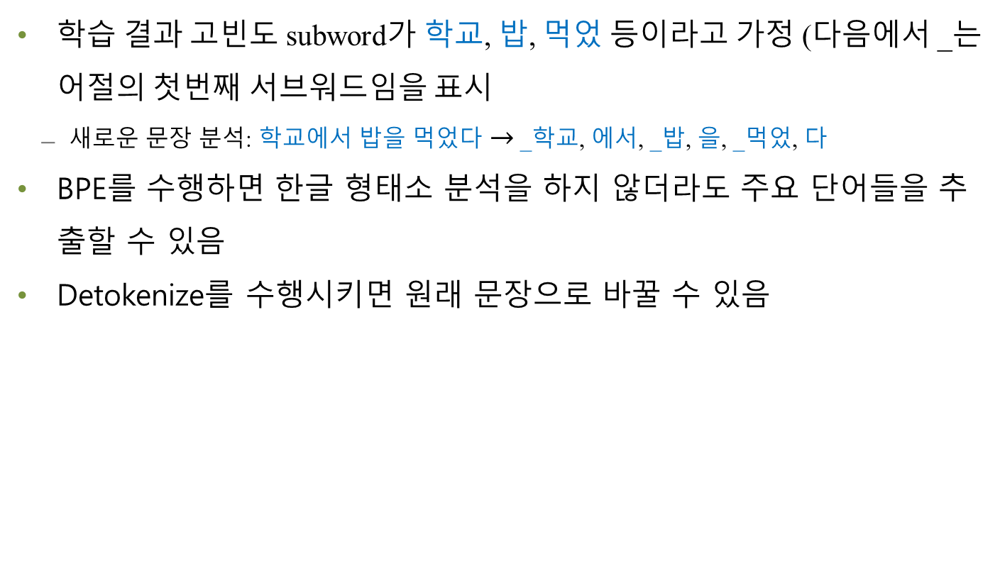 • 학습 결과 고빈도 subword가 학교, 밥, 먹었 등이라고 가정 (다음에서 _는
어절의 첫번째 서브워드임을 표시
– 새로운 문장 분석: 학교에서 밥을 먹었다 → _학교, 에서, _밥, 을, _먹었, 다
• BPE를 수행하면 한글 형태소 분석을 하지 않더라도 주요 단어들을 추
출할 수 있음
• Detokenize를 수행시키면 원래 문장으로 바꿀 수 있음